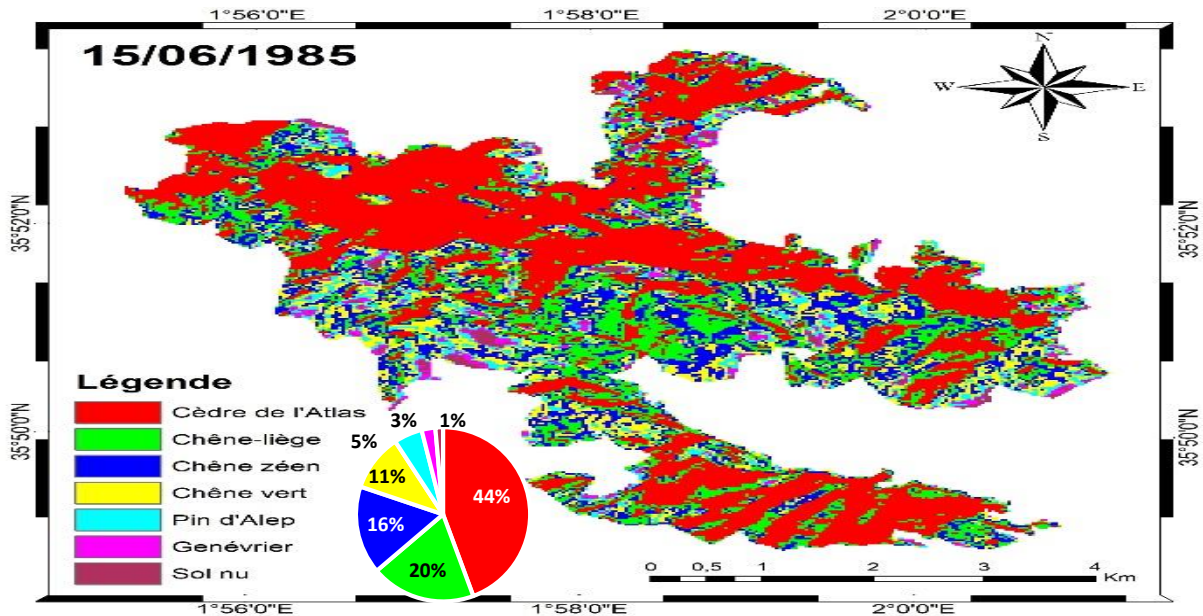 1°56'0"E 1°58'0"E 2°0'0"E
15/06/1985
N
W E
S
35°52'0"N 35°52'0"N
35°50'0"N 35°50'0"N
Légende
Cèdre de l'Atlas
Chêne-liège
Chêne zéen
Chêne vert
Pin d'Alep
Genévrier
Sol nu
3% 1%
5%
11% 44%
16%
20%
0 0,5 1 2 3 4
Km
1°56'0"E 1°58'0"E 2°0'0"E